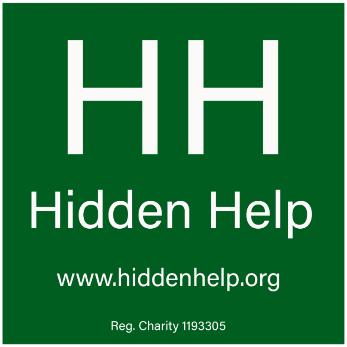 HH
Hidden Help
www.hiddenhelp.org
Reg. Charity 1193305